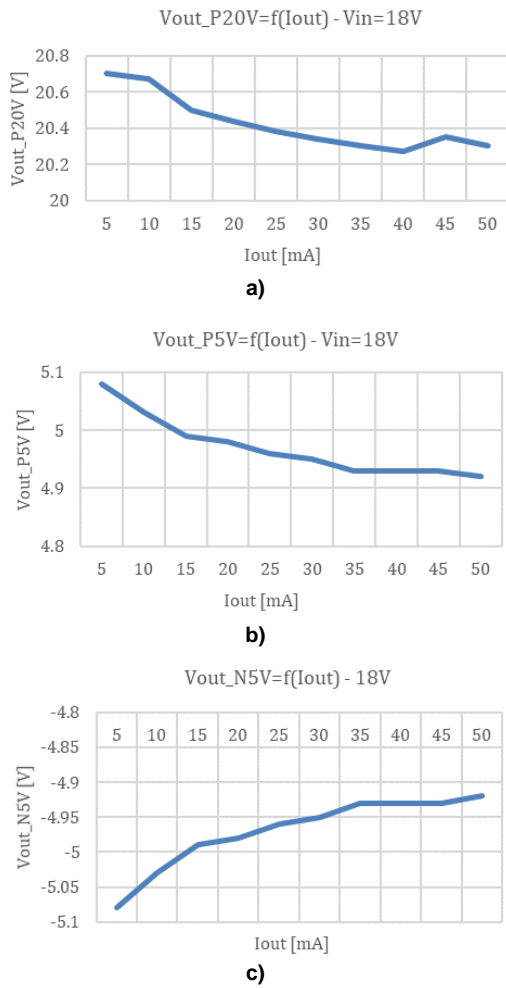 Vout_P20V=f(Iout) - Vin=18V
Vout_P20V [V]
20.8
20.6
20.4
20.2
20
5 10 15 20 25 30 35 40 45 50
Iout [mA]
a)
Vout_P5V=f(Iout) - Vin=18V
Vout_P5V [V]
5.1
5
4.9
4.8
5 10 15 20 25 30 35 40 45 50
Iout [mA]
b)
Vout_N5V=f(Iout) - 18V
Vout_N5V [V]
-4.8
5 10 15 20 25 30 35 40 45 50
-4.85
-4.9
-4.95
-5
-5.05
-5.1
Iout [mA]
c)